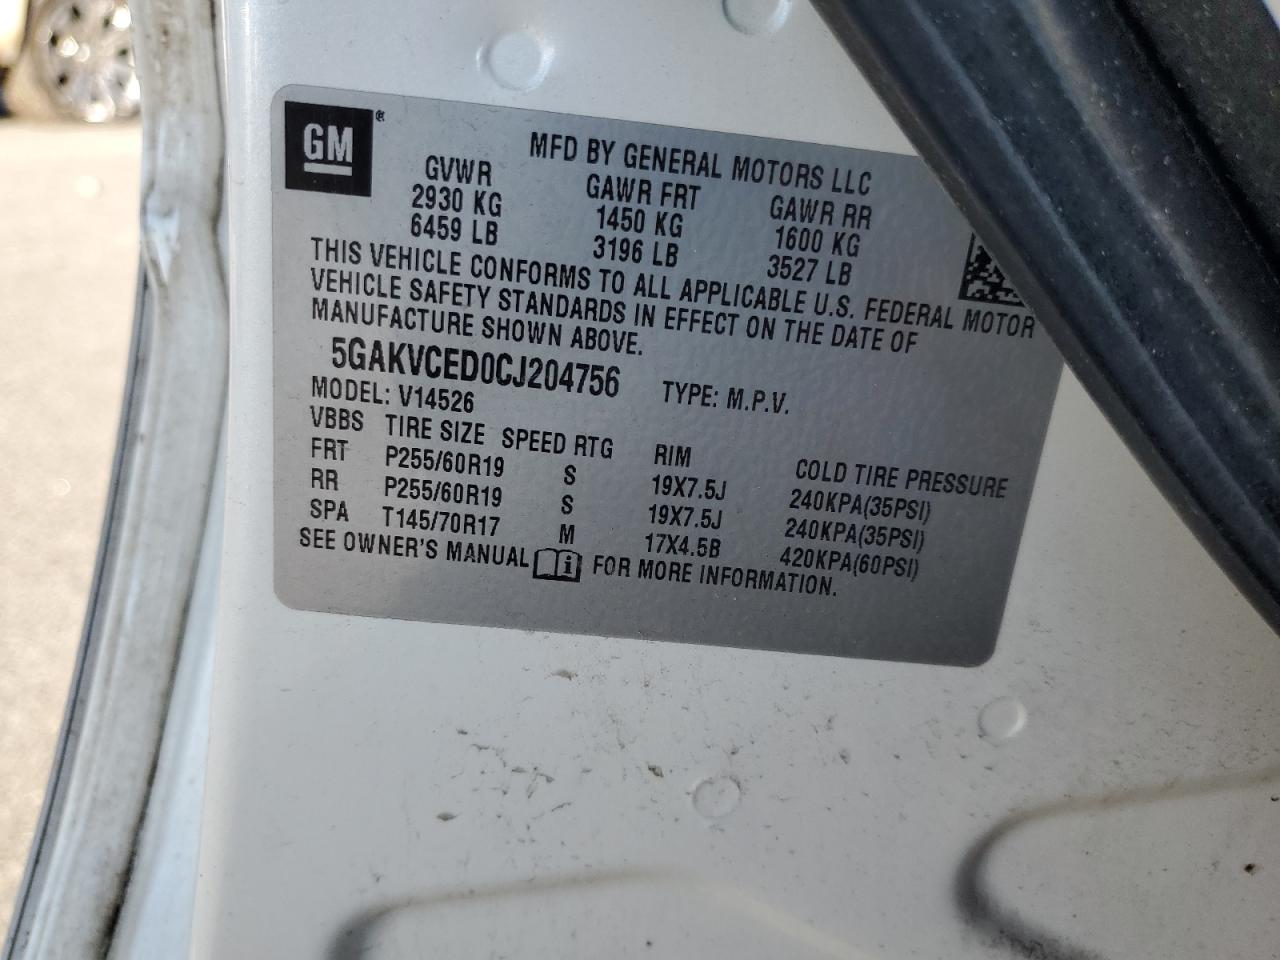 GM®
MFD BY GENERAL MOTORS LLC
GVWR GAWR FRT GAWR RR
2930 KG 1450 KG 1600 KG
6459 LB 3196 LB 3527 LB
THIS VEHICLE CONFORMS TO ALL APPLICABLE U.S. FEDERAL MOTOR
VEHICLE SAFETY STANDARDS IN EFFECT ON THE DATE OF
MANUFACTURE SHOWN ABOVE.
5GAKVCED0CJ204756 TYPE: M.P.V.
MODEL: V14526
VBBS TIRE SIZE SPEED RTG RIM COLD TIRE PRESSURE
FRT P255/60R19 S 19X7.5J 240KPA(35PSI)
RR P255/60R19 S 19X7.5J 240KPA(35PSI)
SPA T145/70R17 M 17X4.5B 420KPA(60PSI)
SEE OWNER'S MANUAL i FOR MORE INFORMATION.